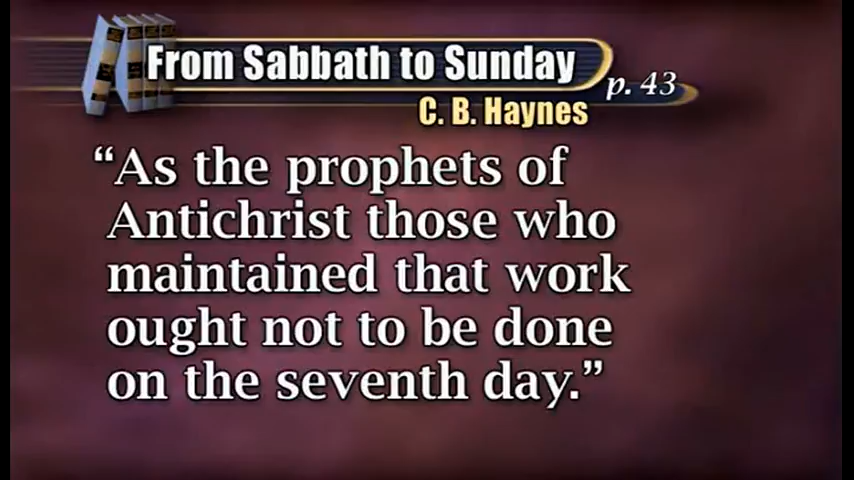 From Sabbath to Sunday
p. 43
C. B. Haynes
“As the prophets of
Antichrist those who
maintained that work
ought not to be done
on the seventh day.”